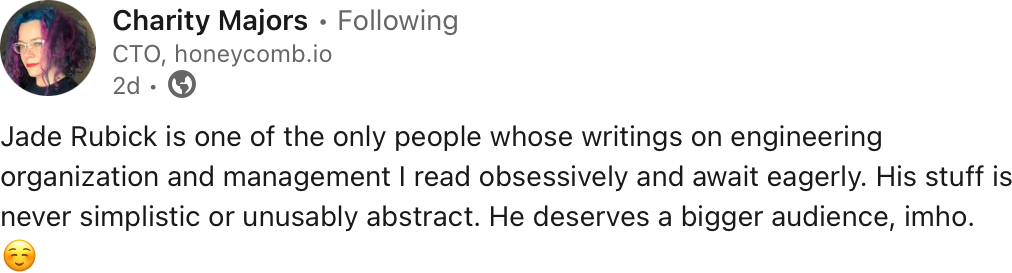 Charity Majors • Following
CTO, honeycomb.io
2d •
Jade Rubick is one of the only people whose writings on engineering
organization and management I read obsessively and await eagerly. His stuff is
never simplistic or unusably abstract. He deserves a bigger audience, imho.
☺️